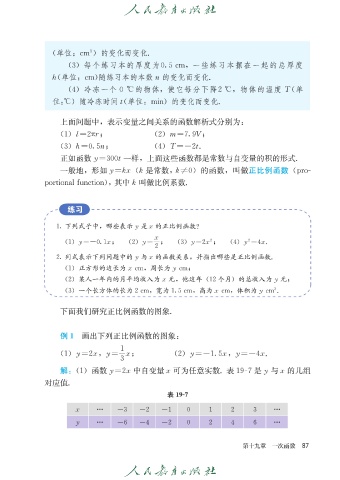 人民教育出版社
(单位：cm³) 的变化而变化.
(3) 每个练习本的厚度为0.5 cm，一些练习本摞在一起的总厚度
h(单位：cm)随练习本的本数 n 的变化而变化.
(4) 冷冻一个 0 ℃ 的物体，使它每分下降2 ℃，物体的温度 T(单
位:℃) 随冷冻时间 t(单位：min) 的变化而变化.
上面问题中，表示变量之间关系的函数解析式分别为：
(1) l=2πr；　(2) m=7.9V；
(3) h=0.5n；　(4) T=-2t.
正如函数 y=300t 一样，上面这些函数都是常数与自变量的积的形式.
一般地，形如 y=kx (k 是常数，k≠0) 的函数，叫做正比例函数 (pro-
portional function)，其中 k 叫做比例系数.
练习
1. 下列式子中，哪些表示 y 是 x 的正比例函数?
(1) y=-0.1x；　(2) y=x/2；　(3) y=2x²；　(4) y²=4x.
2. 列式表示下列问题中的 y 与 x 的函数关系，并指出哪些是正比例函数.
(1) 正方形的边长为 x cm，周长为 y cm；
(2) 某人一年内的月平均收入为 x 元，他这年 (12 个月) 的总收入为 y 元；
(3) 一个长方体的长为 2 cm，宽为 1.5 cm，高为 x cm，体积为 y cm³.
下面我们研究正比例函数的图象.
例 1　画出下列正比例函数的图象：
(1) y=2x，y=1/3x；　(2) y=-1.5x，y=-4x.
解：(1) 函数 y=2x 中自变量 x 可为任意实数. 表 19-7 是 y 与 x 的几组
对应值.
表 19-7
x … -3 -2 -1 0 1 2 3 …
y … -6 -4 -2 0 2 4 6 …
第十九章　一次函数　87
人民教育出版社